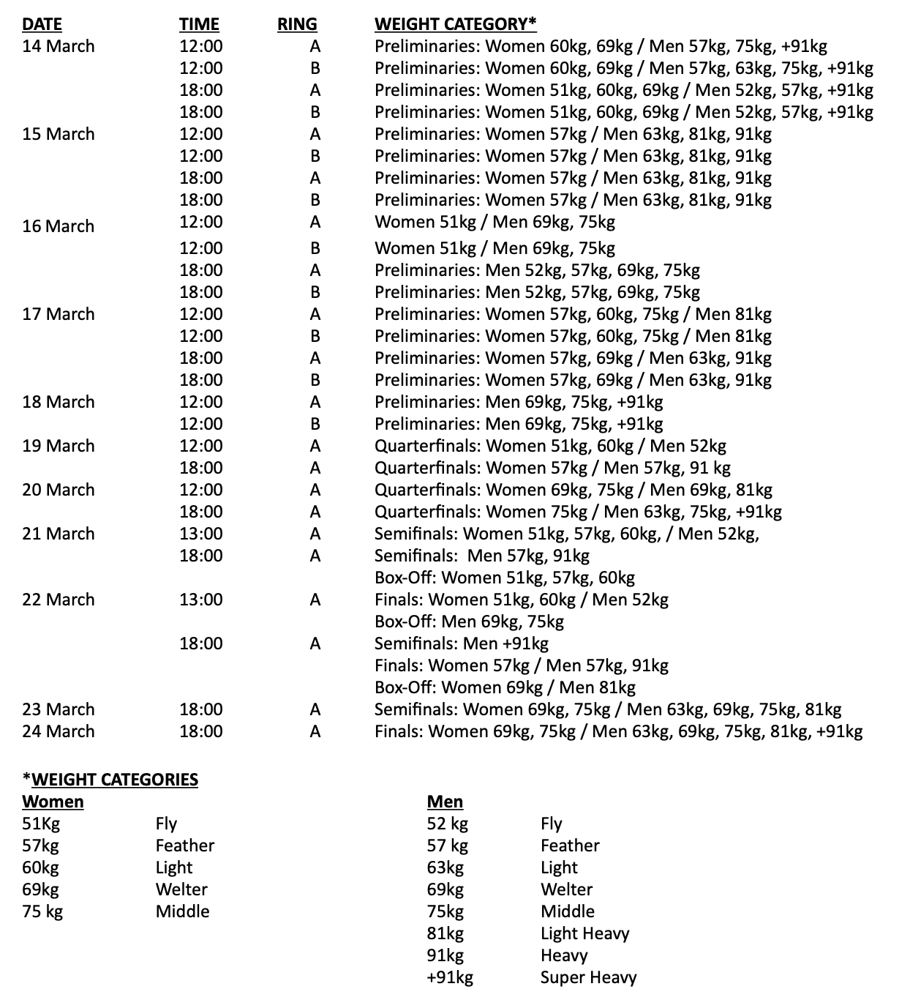 DATE TIME RING WEIGHT CATEGORY*
14 March 12:00 A Preliminaries: Women 60kg, 69kg / Men 57kg, 75kg, +91kg
12:00 B Preliminaries: Women 60kg, 69kg / Men 57kg, 63kg, 75kg, +91kg
18:00 A Preliminaries: Women 51kg, 60kg, 69kg / Men 52kg, 57kg, +91kg
18:00 B Preliminaries: Women 51kg, 60kg, 69kg / Men 52kg, 57kg, +91kg
15 March 12:00 A Preliminaries: Women 57kg / Men 63kg, 81kg, 91kg
12:00 B Preliminaries: Women 57kg / Men 63kg, 81kg, 91kg
18:00 A Preliminaries: Women 57kg / Men 63kg, 81kg, 91kg
18:00 B Preliminaries: Women 57kg / Men 63kg, 81kg, 91kg
16 March 12:00 A Women 51kg / Men 69kg, 75kg
12:00 B Women 51kg / Men 69kg, 75kg
18:00 A Preliminaries: Men 52kg, 57kg, 69kg, 75kg
18:00 B Preliminaries: Men 52kg, 57kg, 69kg, 75kg
17 March 12:00 A Preliminaries: Women 57kg, 60kg, 75kg / Men 81kg
12:00 B Preliminaries: Women 57kg, 60kg, 75kg / Men 81kg
18:00 A Preliminaries: Women 57kg, 69kg / Men 63kg, 91kg
18:00 B Preliminaries: Women 57kg, 69kg / Men 63kg, 91kg
18 March 12:00 A Preliminaries: Men 69kg, 75kg, +91kg
12:00 B Preliminaries: Men 69kg, 75kg, +91kg
19 March 12:00 A Quarterfinals: Women 51kg, 60kg / Men 52kg
18:00 A Quarterfinals: Women 57kg / Men 57kg, 91 kg
20 March 12:00 A Quarterfinals: Women 69kg, 75kg / Men 69kg, 81kg
18:00 A Quarterfinals: Women 75kg / Men 63kg, 75kg, +91kg
21 March 13:00 A Semifinals: Women 51kg, 57kg, 60kg, / Men 52kg,
18:00 A Semifinals: Men 57kg, 91kg
Box-Off: Women 51kg, 57kg, 60kg
22 March 13:00 A Finals: Women 51kg, 60kg / Men 52kg
Box-Off: Men 69kg, 75kg
18:00 A Semifinals: Men +91kg
Finals: Women 57kg / Men 57kg, 91kg
Box-Off: Women 69kg / Men 81kg
23 March 18:00 A Semifinals: Women 69kg, 75kg / Men 63kg, 69kg, 75kg, 81kg
24 March 18:00 A Finals: Women 69kg, 75kg / Men 63kg, 69kg, 75kg, 81kg, +91kg
*WEIGHT CATEGORIES
Women Men
51Kg Fly 52 kg Fly
57kg Feather 57 kg Feather
60kg Light 63kg Light
69kg Welter 69kg Welter
75 kg Middle 75kg Middle
81kg Light Heavy
91kg Heavy
+91kg Super Heavy